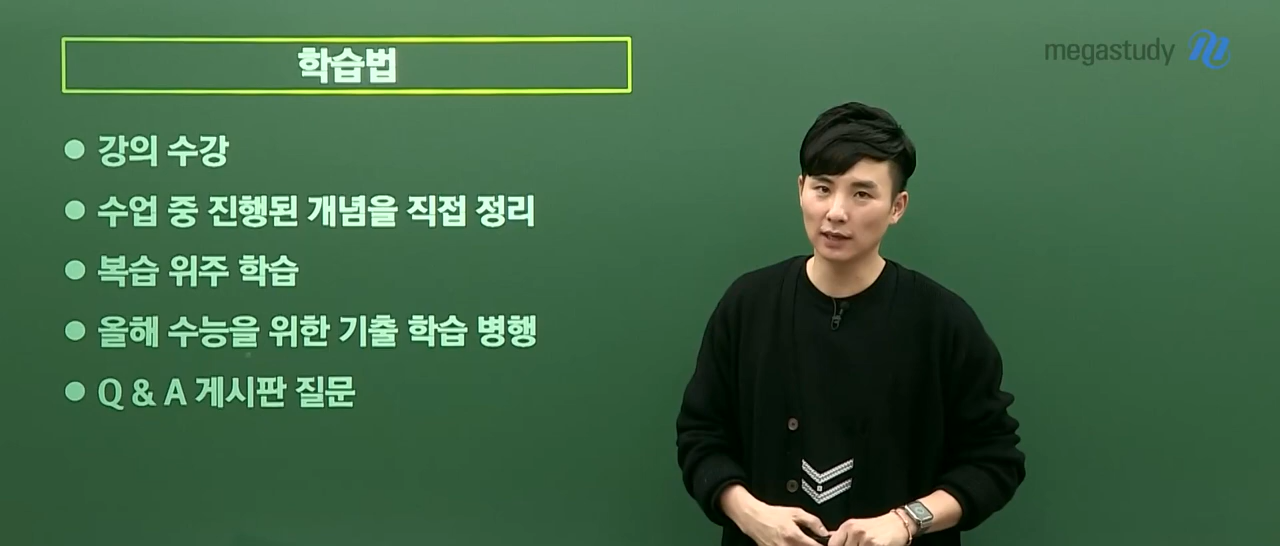 학습법
megastudy
● 강의 수강
● 수업 중 진행된 개념을 직접 정리
● 복습 위주 학습
● 올해 수능을 위한 기출 학습 병행
● Q & A 게시판 질문